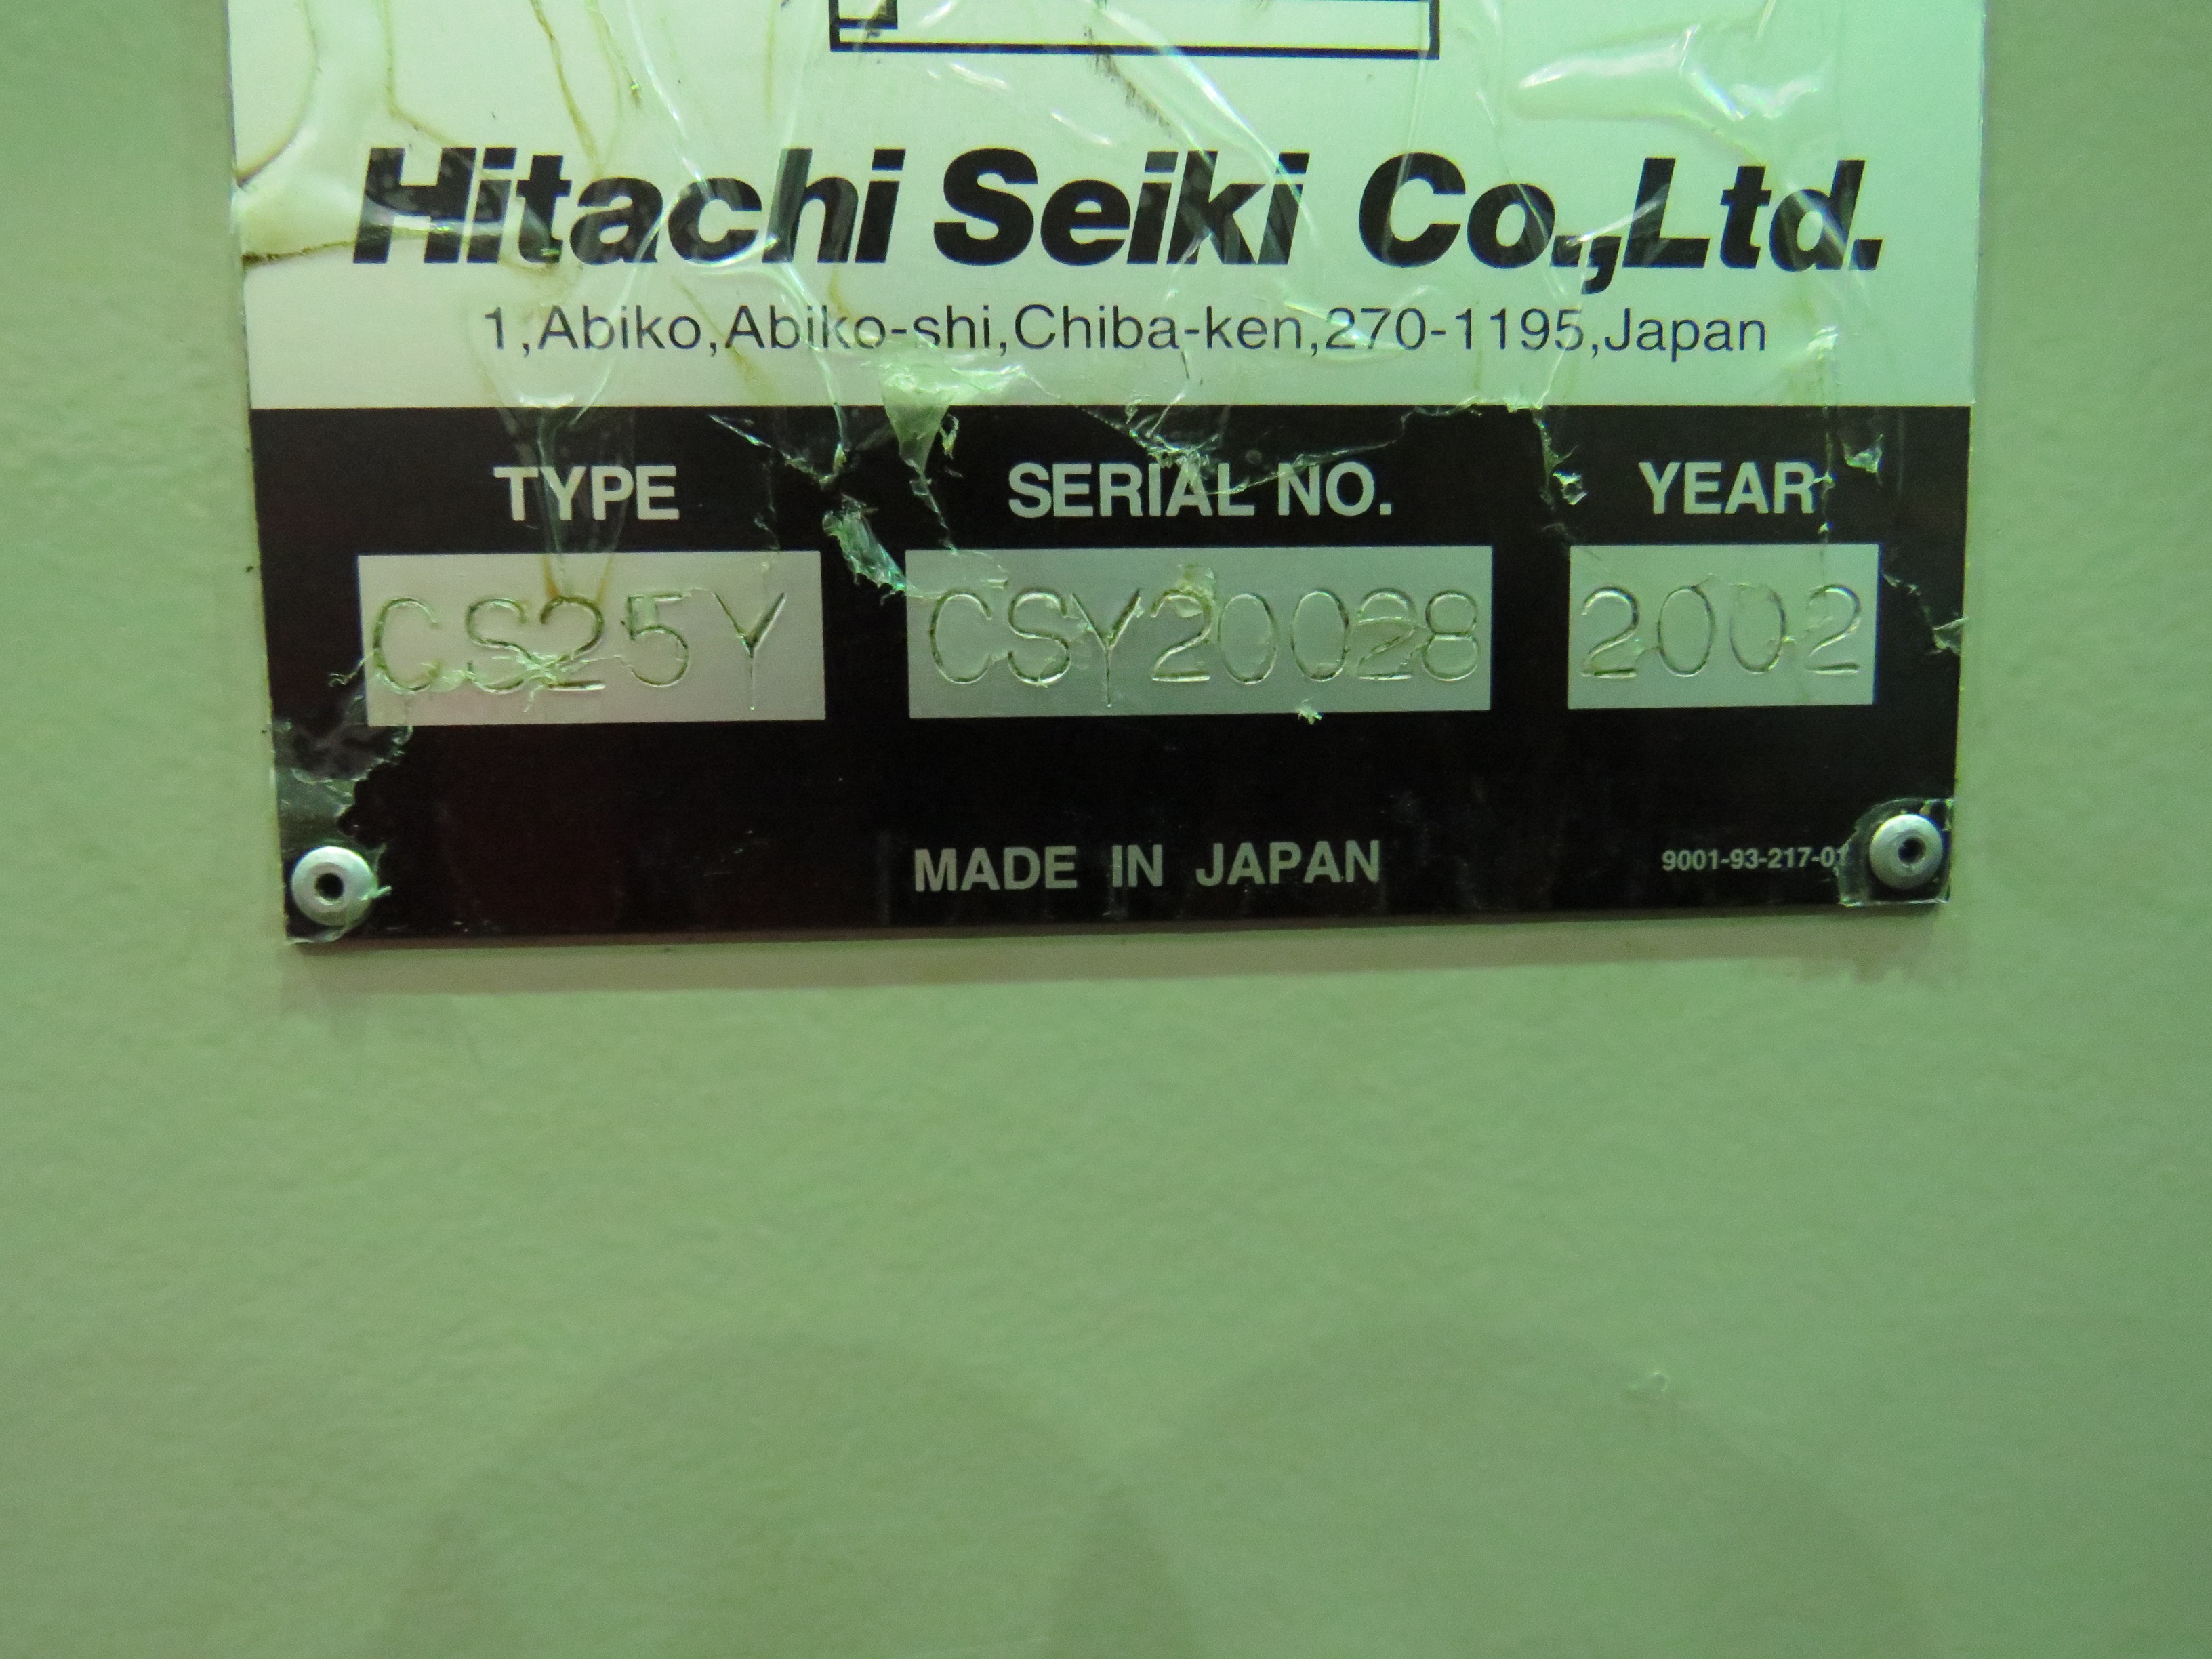 Hitachi Seiki Co.,Ltd.
1,Abiko,Abiko-shi,Chiba-ken,270-1195,Japan
TYPE SERIAL NO. YEAR
CS25Y CSY20028 2002
MADE IN JAPAN 9001-93-217-01